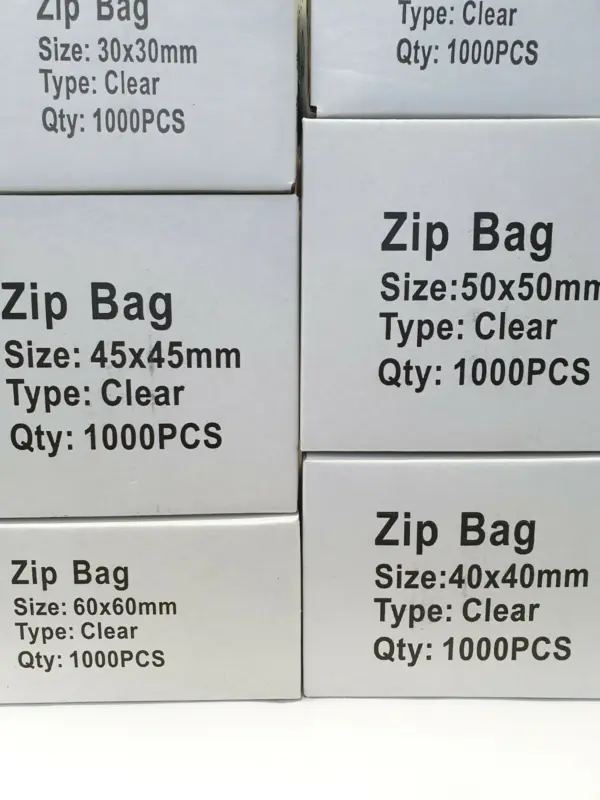 Zip Bag
Size: 30x30mm
Type: Clear
Qty: 1000PCS
Type: Clear
Qty: 1000PCS
Zip Bag
Size: 45x45mm
Type: Clear
Qty: 1000PCS
Zip Bag
Size:50x50mm
Type: Clear
Qty: 1000PCS
Zip Bag
Size: 60x60mm
Type: Clear
Qty: 1000PCS
Zip Bag
Size:40x40mm
Type: Clear
Qty: 1000PCS